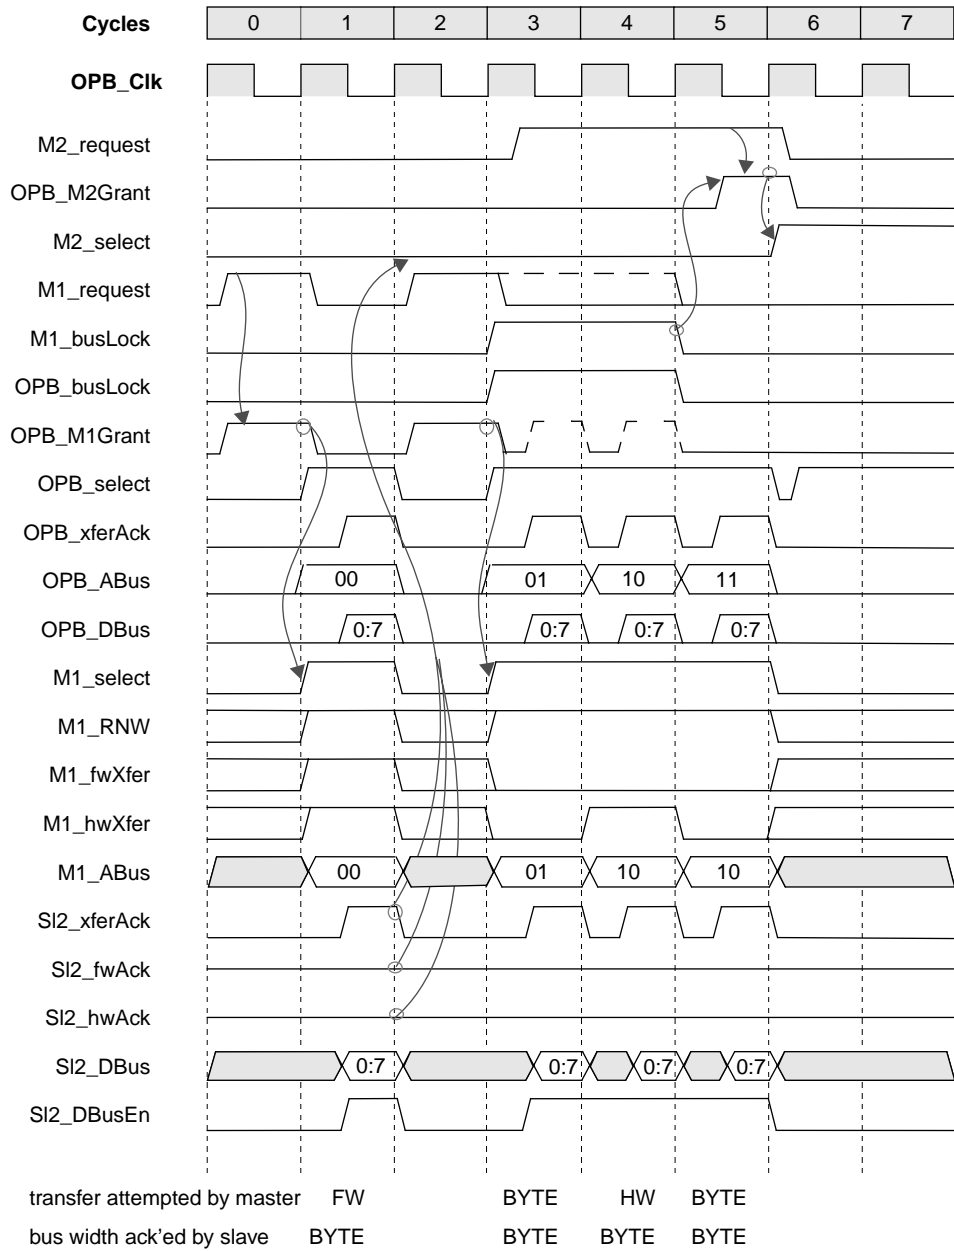 Cycles 0 1 2 3 4 5 6 7
OPB_Clk
M2_request
OPB_M2Grant
M2_select
M1_request
M1_busLock
OPB_busLock
OPB_M1Grant
OPB_select
OPB_xferAck
OPB_ABus 00 01 10 11
OPB_DBus 0:7 0:7 0:7 0:7
M1_select
M1_RNW
M1_fwXfer
M1_hwXfer
M1_ABus 00 01 10 10
Sl2_xferAck
Sl2_fwAck
Sl2_hwAck
Sl2_DBus 0:7 0:7 0:7 0:7
Sl2_DBusEn
transfer attempted by master FW BYTE HW BYTE
bus width ack'ed by slave BYTE BYTE BYTE BYTE